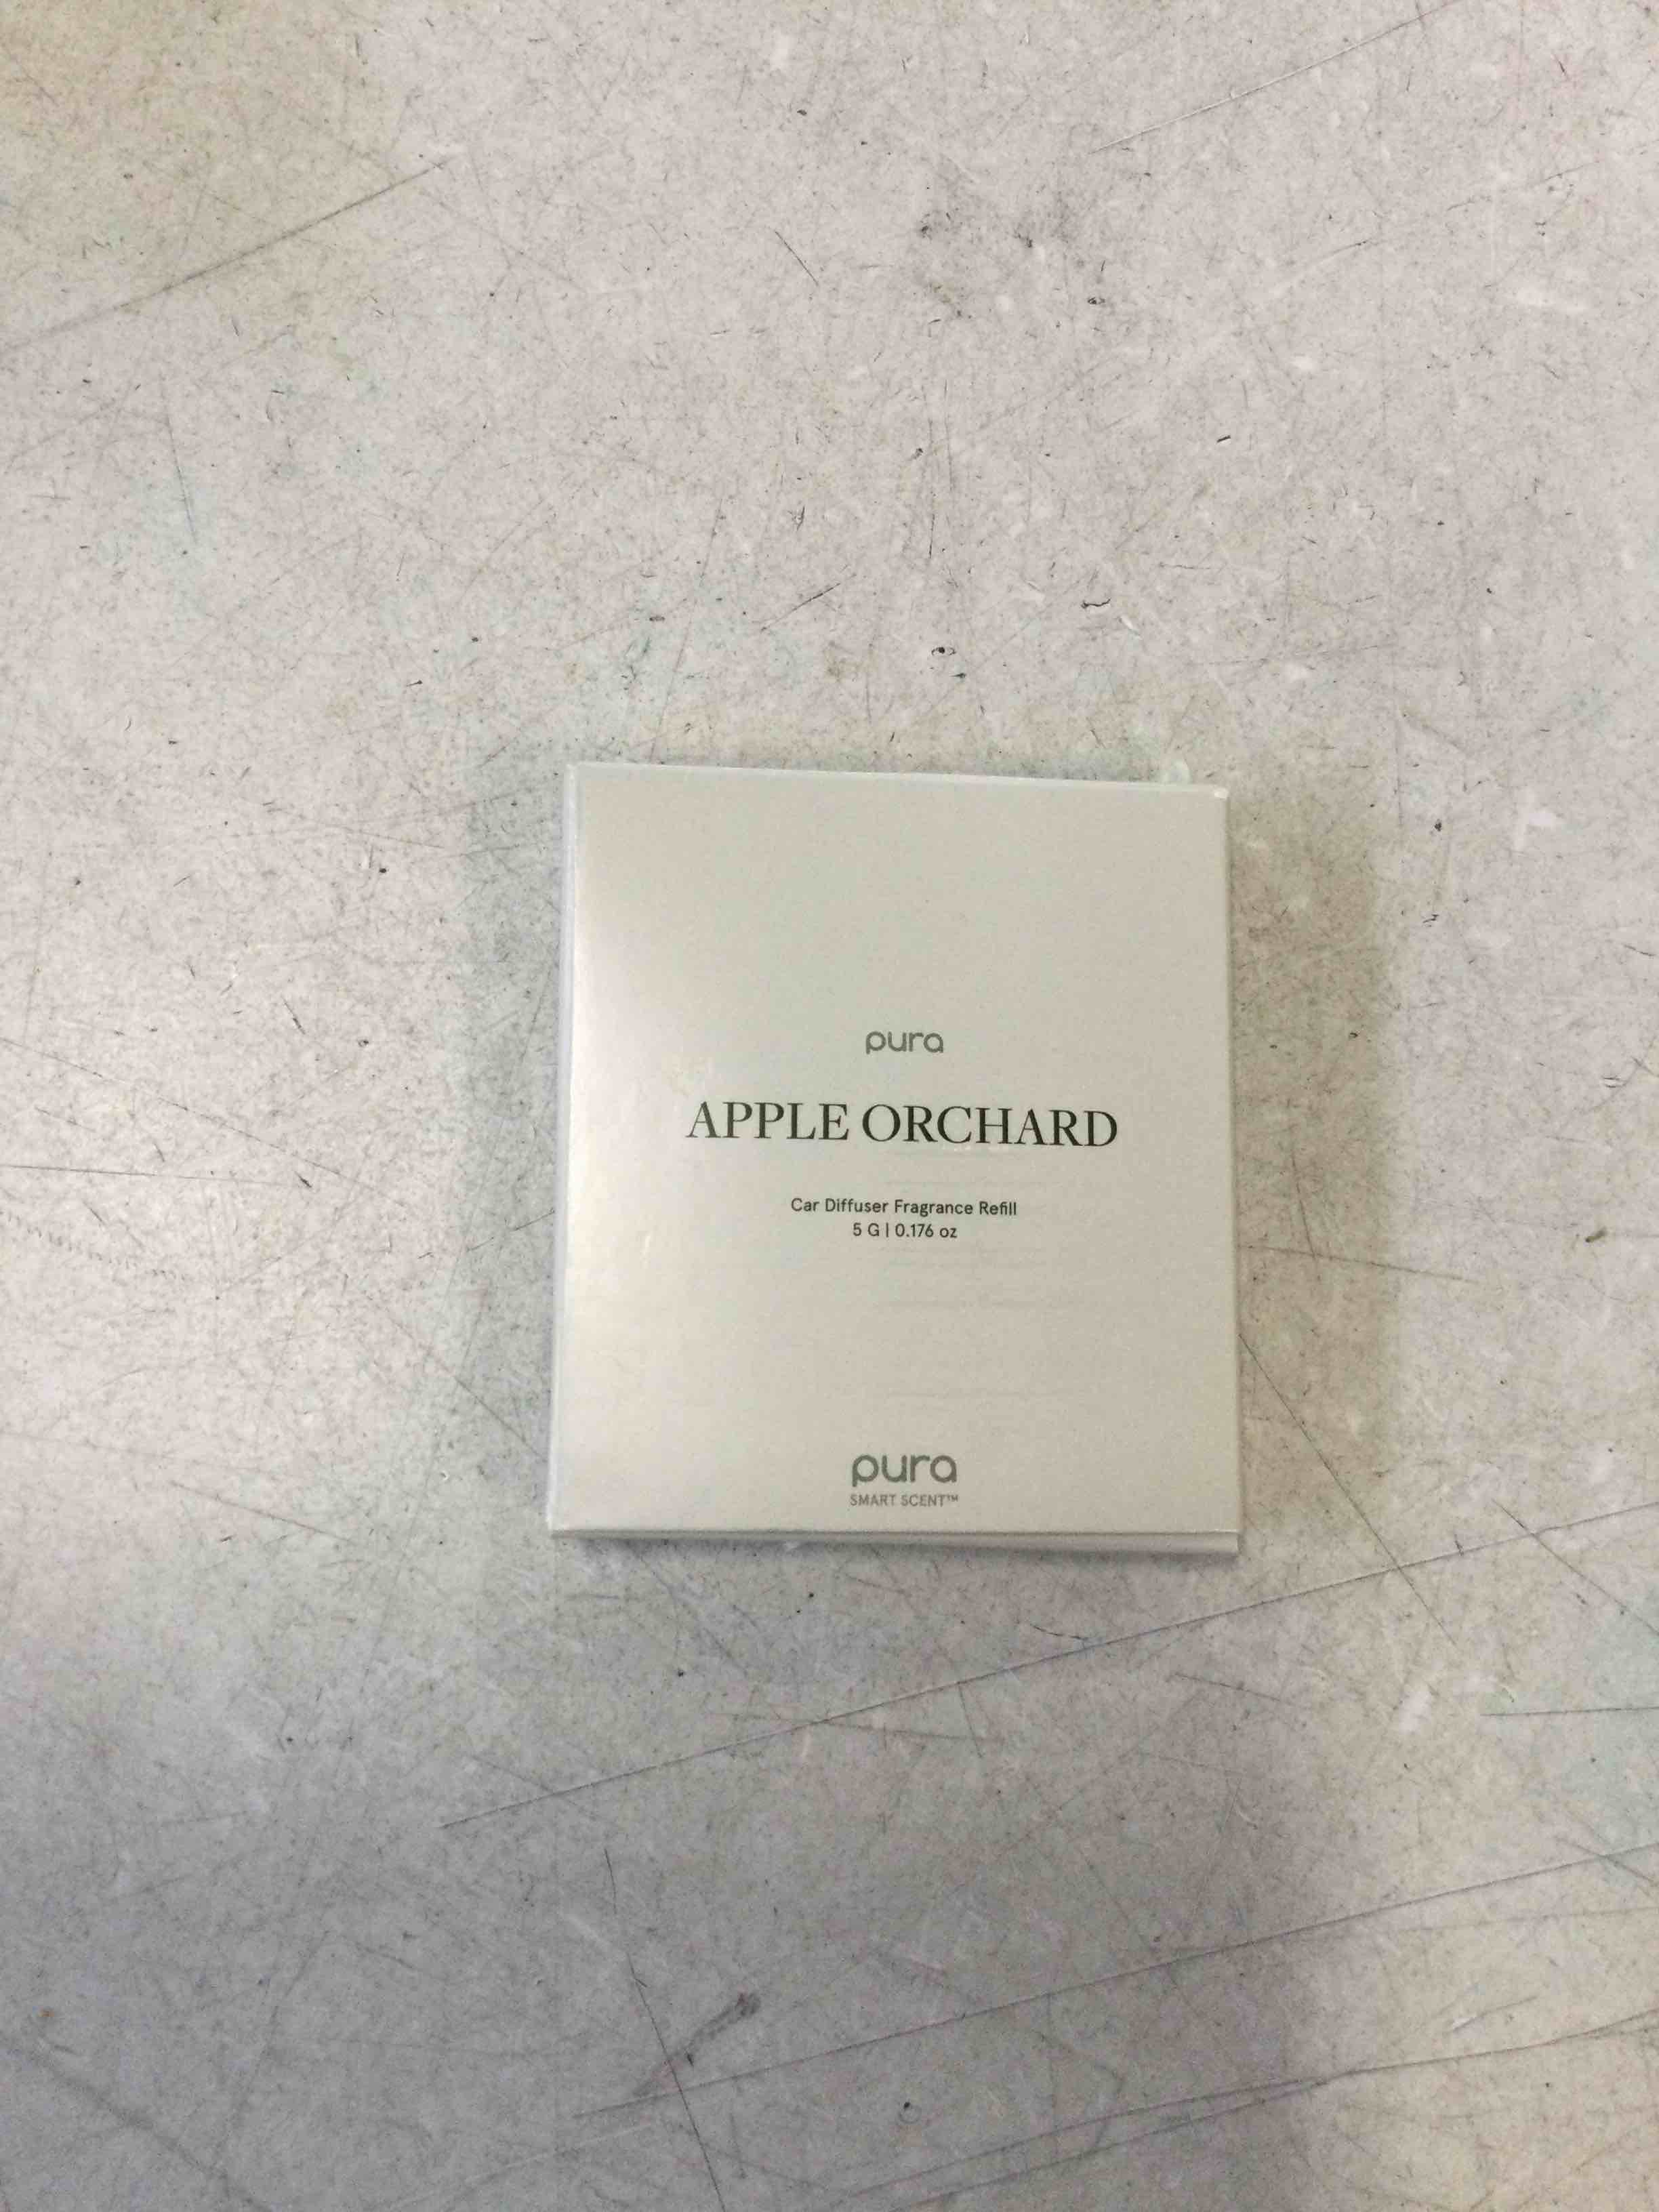 pura
APPLE ORCHARD
Car Diffuser Fragrance Refill
5 G | 0.176 oz
pura
SMART SCENT™